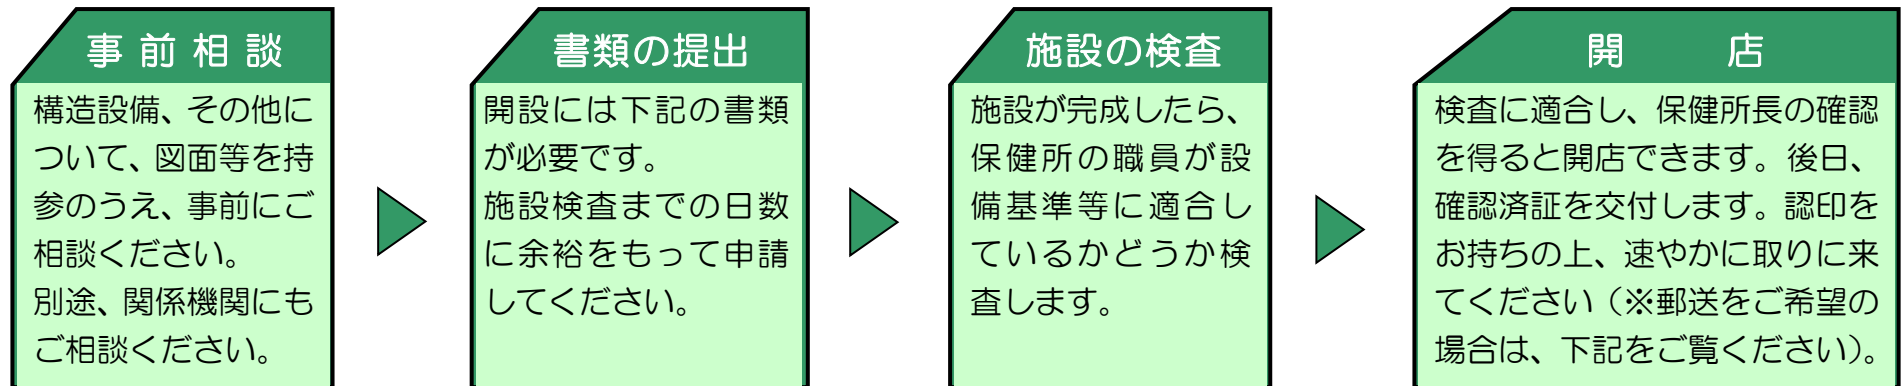 事前相談
構造設備、その他に
ついて、図面等を持
参のうえ、事前にご
相談ください。
別途、関係機関にも
ご相談ください。
書類の提出
開設には下記の書類
が必要です。
施設検査までの日数
に余裕をもって申請
してください。
施設の検査
施設が完成したら、
保健所の職員が設
備基準等に適合し
ているかどうか検
査します。
開　店
検査に適合し、保健所長の確認
を得ると開店できます。後日、
確認済証を交付します。認印を
お持ちの上、速やかに取りに来
てください（※郵送をご希望の
場合は、下記をご覧ください）。